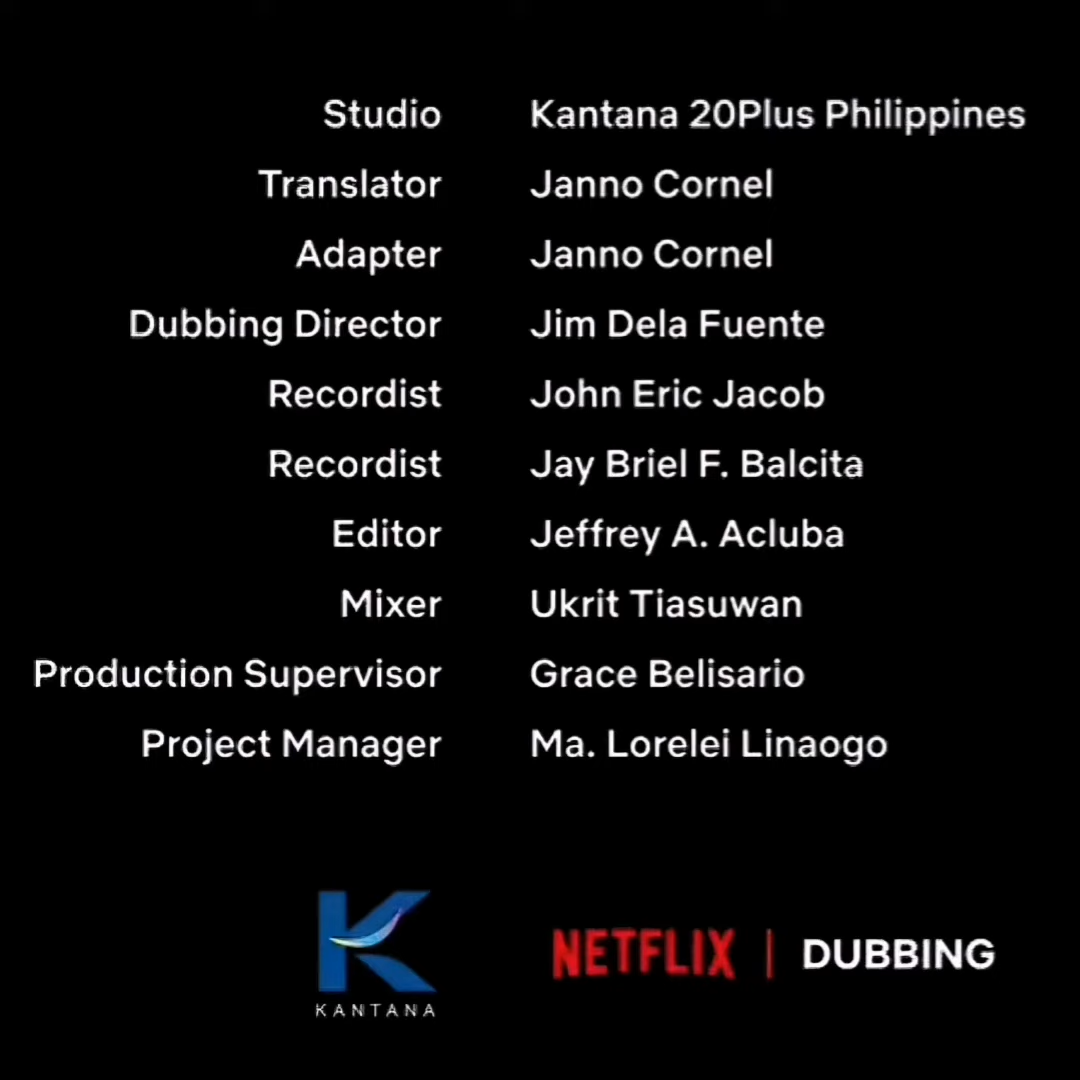 Studio Kantana 20Plus Philippines
Translator Janno Cornel
Adapter Janno Cornel
Dubbing Director Jim Dela Fuente
Recordist John Eric Jacob
Recordist Jay Briel F. Balcita
Editor Jeffrey A. Acluba
Mixer Ukrit Tiasuwan
Production Supervisor Grace Belisario
Project Manager Ma. Lorelei Linaogo
K
KANTANA
NETFLIX | DUBBING